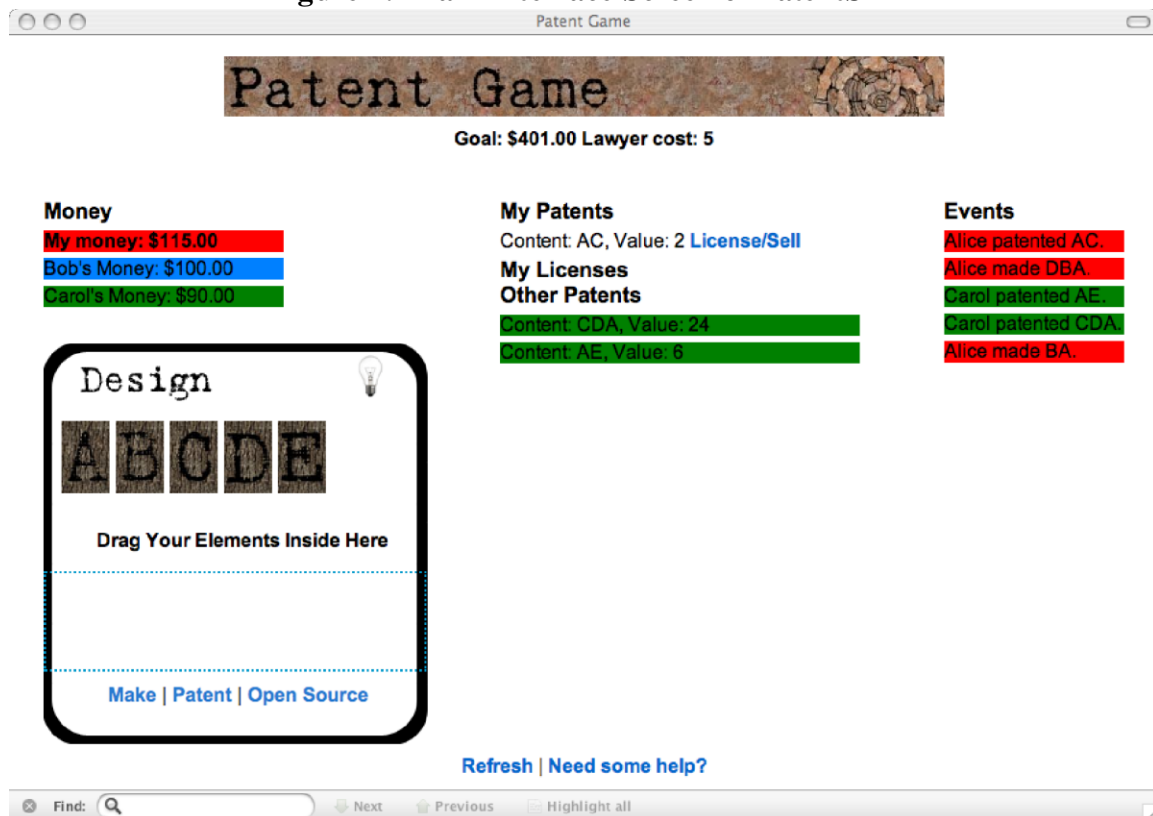 Patent Game
Patent Game
Goal: $401.00 Lawyer cost: 5
Money
My money: $115.00
Bob's Money: $100.00
Carol's Money: $90.00
My Patents
Content: AC, Value: 2 License/Sell
My Licenses
Other Patents
Content: CDA, Value: 24
Content: AE, Value: 6
Events
Alice patented AC.
Alice made DBA.
Carol patented AE.
Carol patented CDA.
Alice made BA.
Design
A B C D E
Drag Your Elements Inside Here
Make | Patent | Open Source
Refresh | Need some help?
Find: Next Previous Highlight all